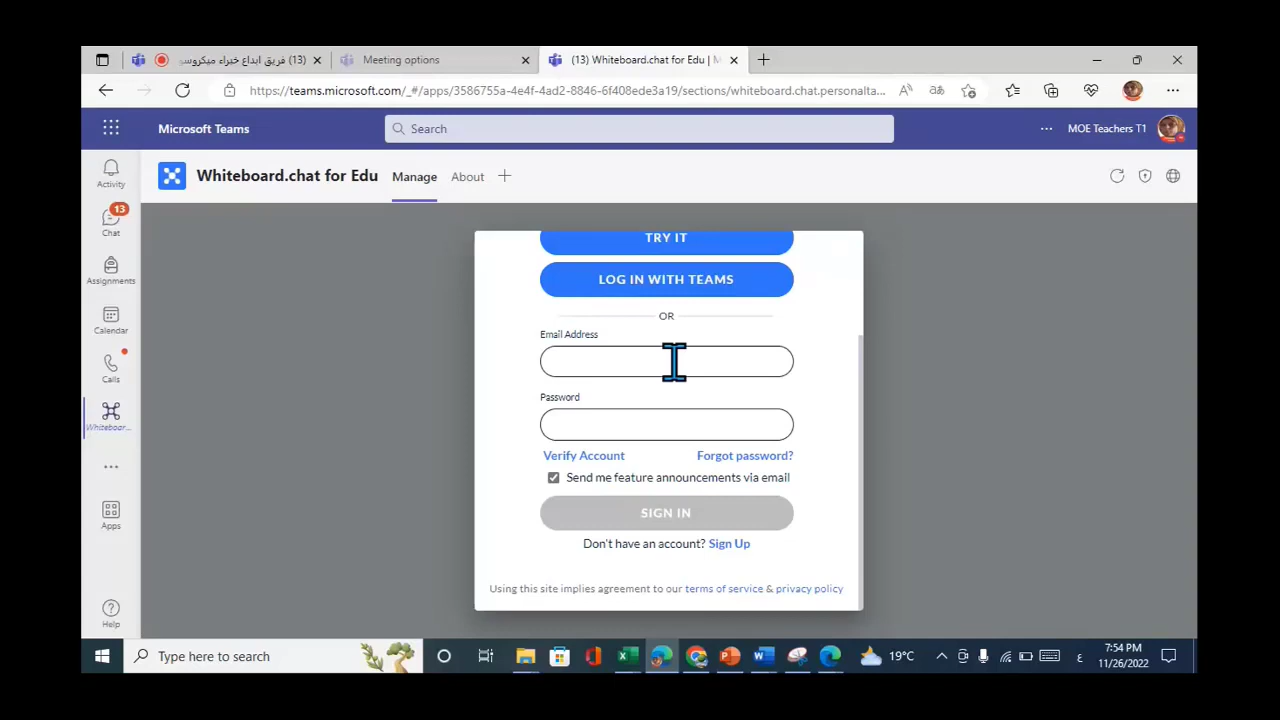 (13) فريق ابداع خبراء ميكروسو
Meeting options
(13) Whiteboard.chat for Edu | M
https://teams.microsoft.com/_#/apps/3586755a-4e4f-4ad2-8846-6f408ede3a19/sections/whiteboard.chat.personalta...
Microsoft Teams
Search
MOE Teachers T1
Whiteboard.chat for Edu
Manage
About
Activity
13
Chat
Assignments
Calendar
Calls
Whiteboar...
Apps
Help
TRY IT
LOG IN WITH TEAMS
OR
Email Address
Password
Verify Account
Forgot password?
Send me feature announcements via email
SIGN IN
Don't have an account? Sign Up
Using this site implies agreement to our terms of service & privacy policy
Type here to search
19°C
ع
7:54 PM
11/26/2022